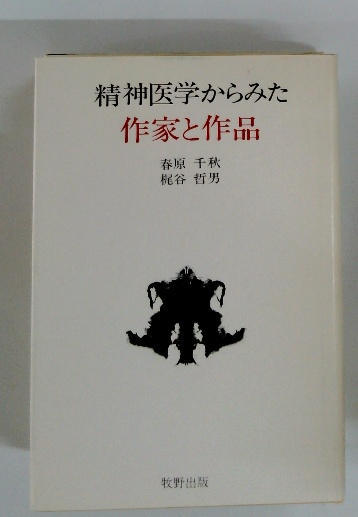 精神医学からみた
作家と作品
春原 千秋
梶谷 哲男
牧野出版